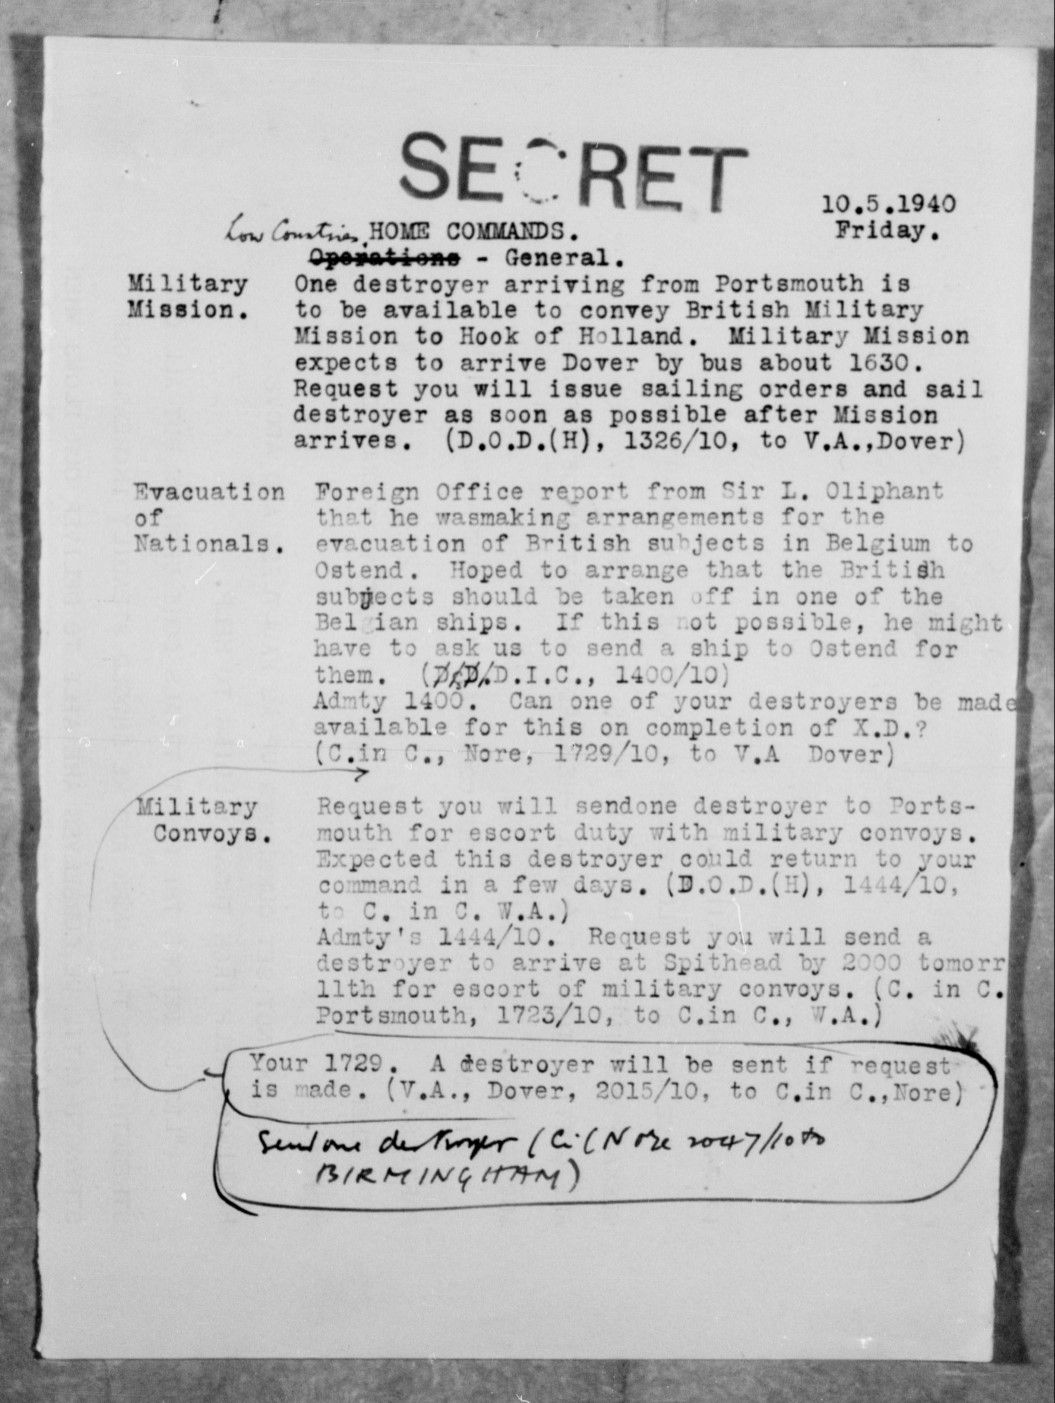 SECRET
10.5.1940
Low Countries. HOME COMMANDS.
Friday.
Operations - General.
Military Mission.
One destroyer arriving from Portsmouth is
to be available to convey British Military
Mission to Hook of Holland. Military Mission
expects to arrive Dover by bus about 1630.
Request you will issue sailing orders and sail
destroyer as soon as possible after Mission
arrives. (D.O.D.(H), 1326/10, to V.A.,Dover)
Evacuation
of
Nationals.
Foreign Office report from Sir L. Oliphant
that he wasmaking arrangements for the
evacuation of British subjects in Belgium to
Ostend. Hoped to arrange that the British
subjects should be taken off in one of the
Belgian ships. If this not possible, he might
have to ask us to send a ship to Ostend for
them. (D.I.C., 1400/10)
Admty 1400. Can one of your destroyers be made
available for this on completion of X.D.?
(C.in C., Nore, 1729/10, to V.A Dover)
Military
Convoys.
Request you will sendone destroyer to Ports-
mouth for escort duty with military convoys.
Expected this destroyer could return to your
command in a few days. (D.O.D.(H), 1444/10,
to C. in C. W.A.)
Admty's 1444/10. Request you will send a
destroyer to arrive at Spithead by 2000 tomorr
11th for escort of military convoys. (C. in C.
Portsmouth, 1723/10, to C.in C., W.A.)
Your 1729. A destroyer will be sent if request
is made. (V.A., Dover, 2015/10, to C.in C.,Nore)
Send one destroyer (CiC Nore 2047/10 to
BIRMINGHAM)